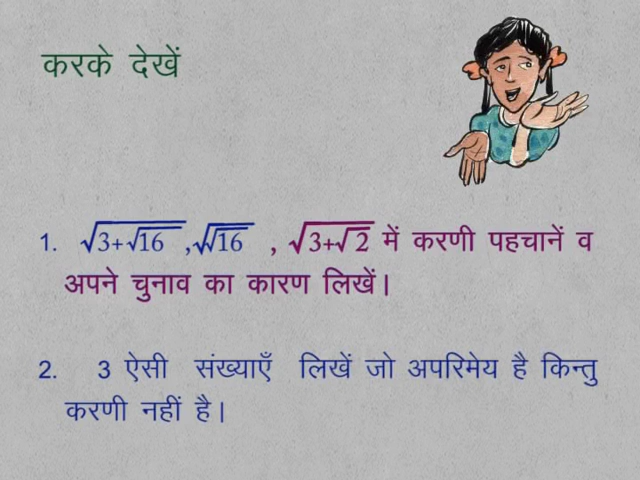 करके देखें
1. √3+√16 ,√√16 , √3+√2 में करणी पहचानें व
अपने चुनाव का कारण लिखें।
2. 3 ऐसी संख्याएँ लिखें जो अपरिमेय है किन्तु
करणी नहीं है।